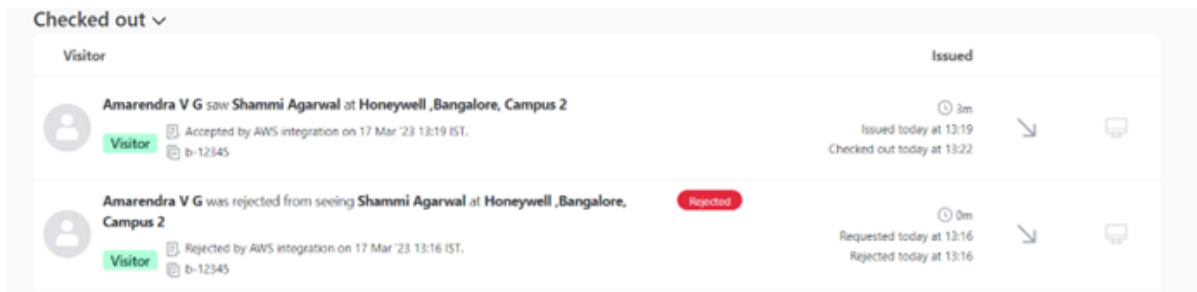 Checked out
Visitor
Issued
Amarendra V G saw Shammi Agarwal at Honeywell ,Bangalore, Campus 2
3m
Visitor
Accepted by AWS integration on 17 Mar '23 13:19 IST.
Issued today at 13:19
b-12345
Checked out today at 13:22
Amarendra V G was rejected from seeing Shammi Agarwal at Honeywell ,Bangalore,
Campus 2
Rejected
0m
Visitor
Rejected by AWS integration on 17 Mar '23 13:16 IST.
Requested today at 13:16
b-12345
Rejected today at 13:16